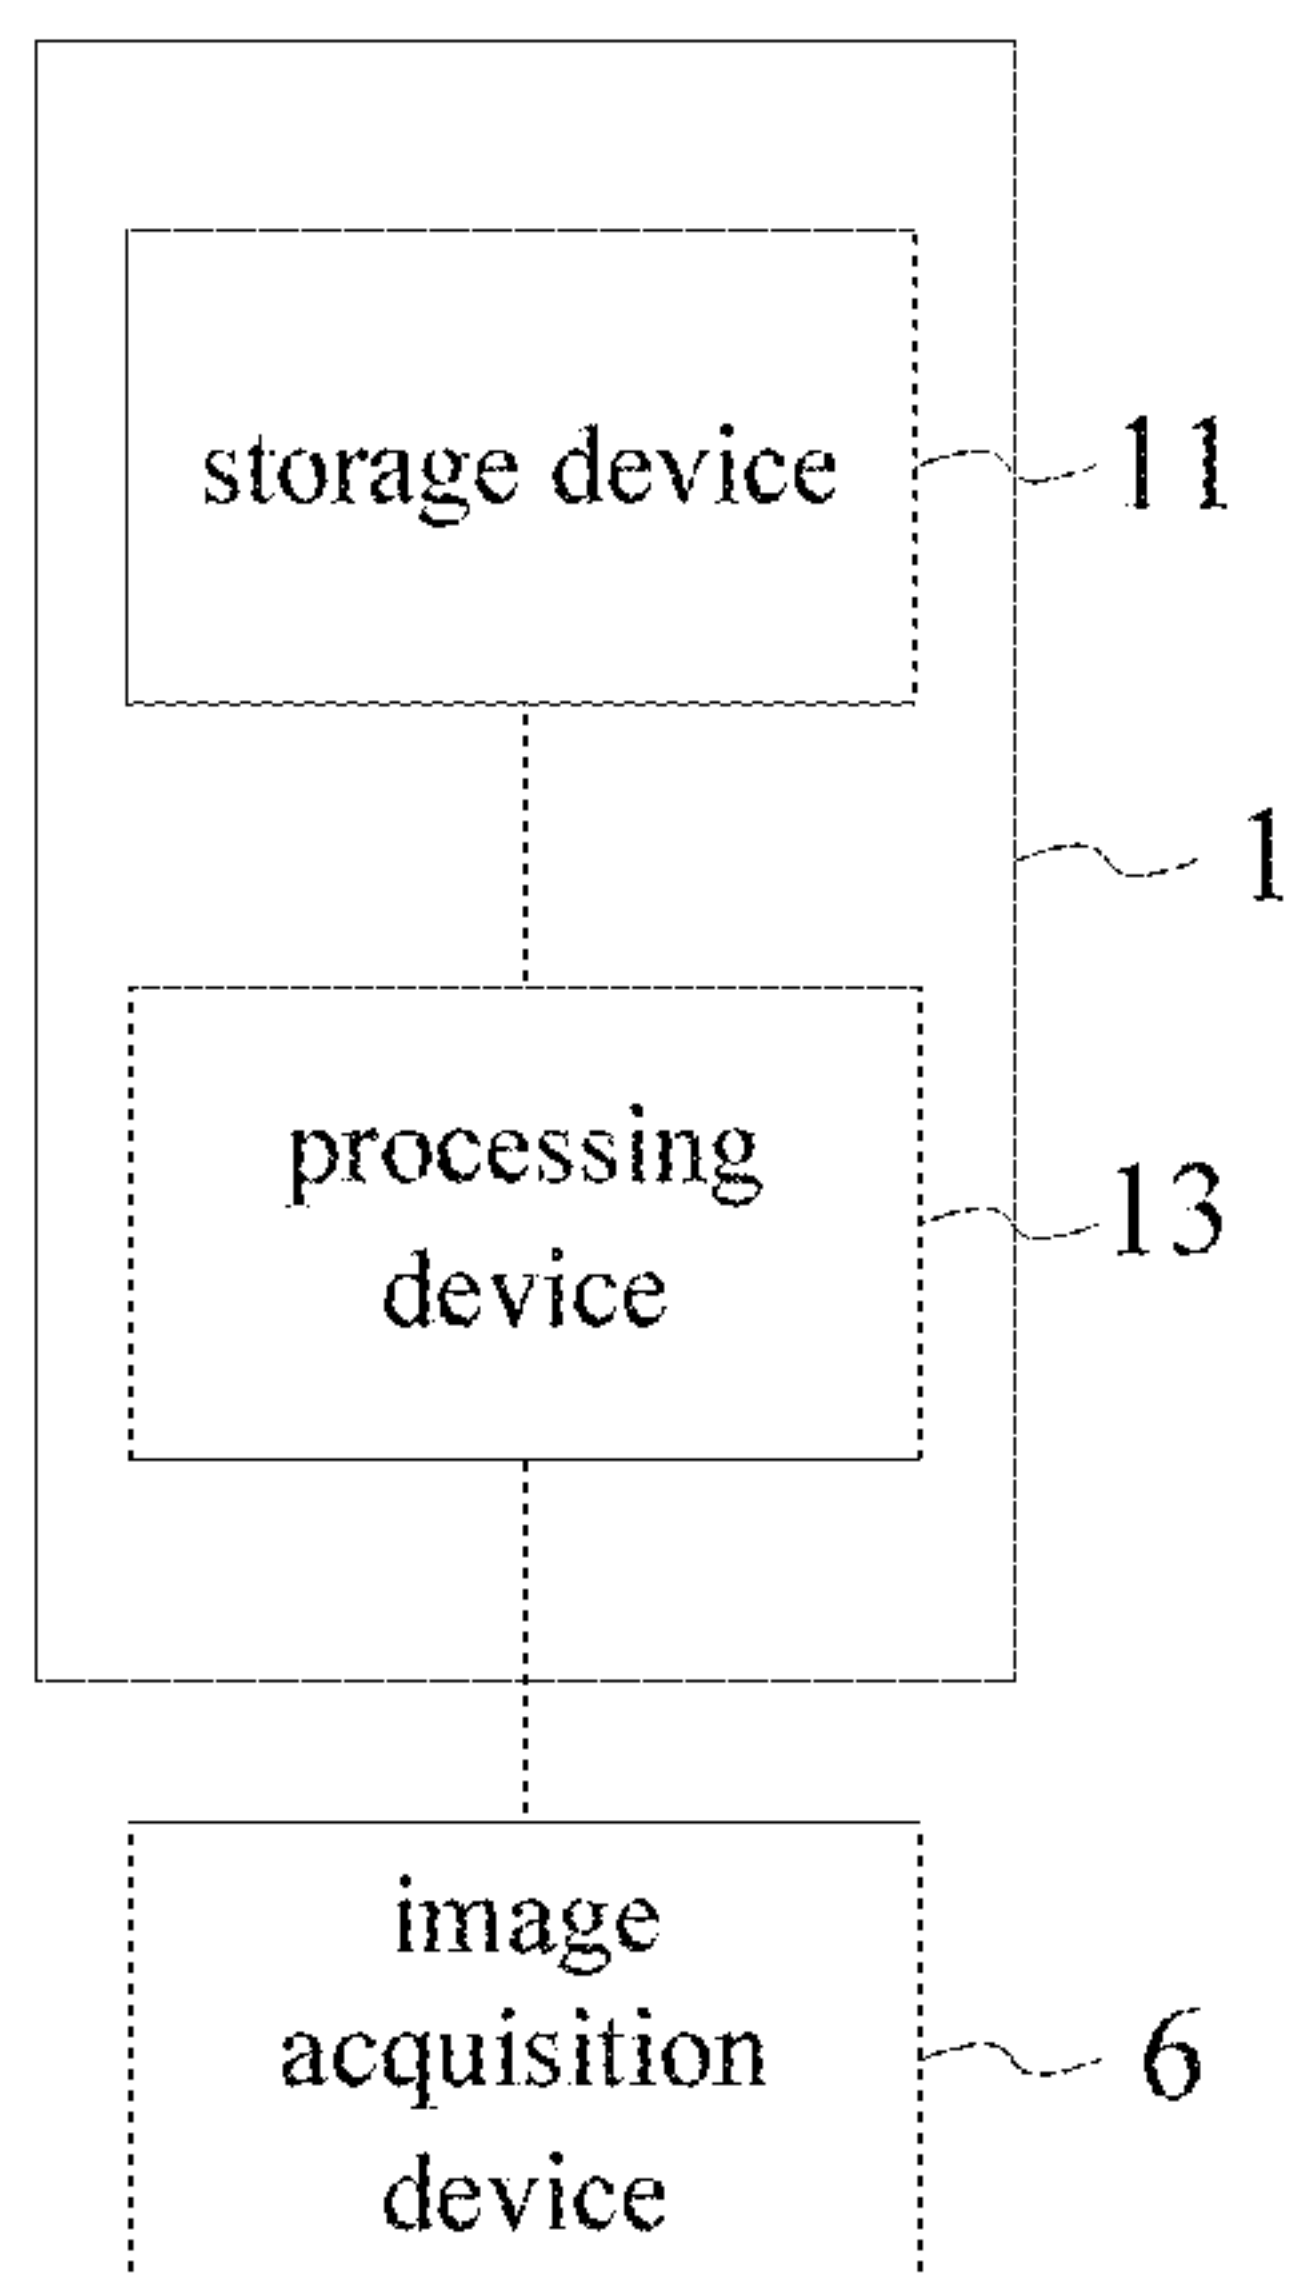 storage device
11
1
processing
device
13
image
acquisition
device
6